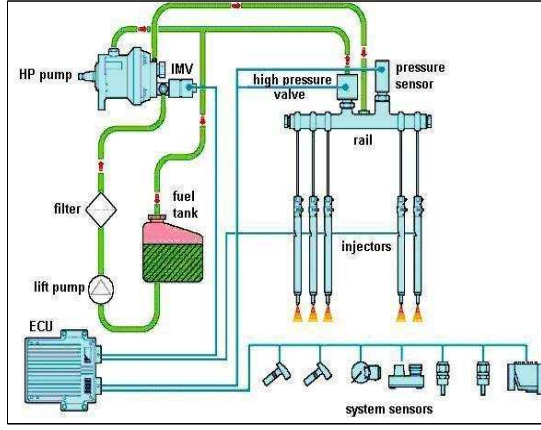 HP pump
IMV
high pressure
valve
pressure
sensor
rail
filter
fuel
tank
injectors
lift pump
ECU
system sensors